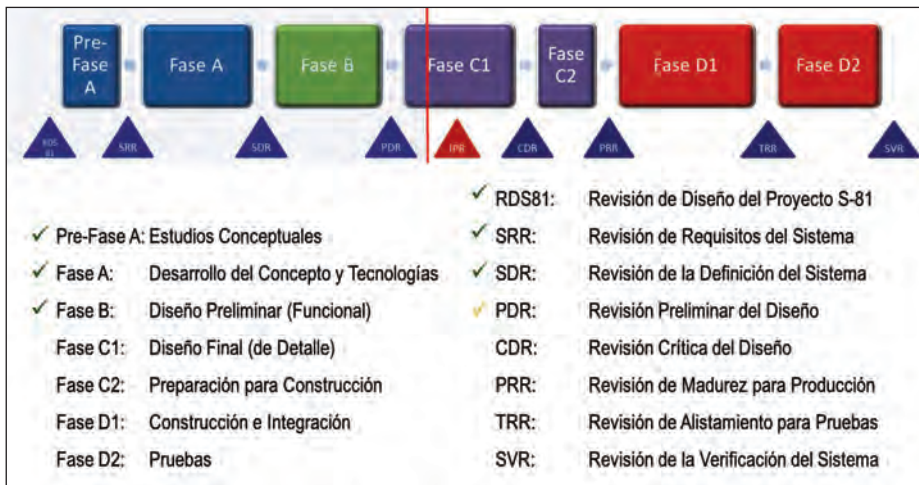 Pre-
Fase
A
Fase A
Fase B
Fase C1
Fase
C2
Fase D1
Fase D2
RDS
81
SRR
SDR
PDR
IPR
CDR
PRR
TRR
SVR
Pre-Fase A: Estudios Conceptuales
Fase A: Desarrollo del Concepto y Tecnologías
Fase B: Diseño Preliminar (Funcional)
Fase C1: Diseño Final (de Detalle)
Fase C2: Preparación para Construcción
Fase D1: Construcción e Integración
Fase D2: Pruebas
RDS81: Revisión de Diseño del Proyecto S-81
SRR: Revisión de Requisitos del Sistema
SDR: Revisión de la Definición del Sistema
PDR: Revisión Preliminar del Diseño
CDR: Revisión Crítica del Diseño
PRR: Revisión de Madurez para Producción
TRR: Revisión de Alistamiento para Pruebas
SVR: Revisión de la Verificación del Sistema